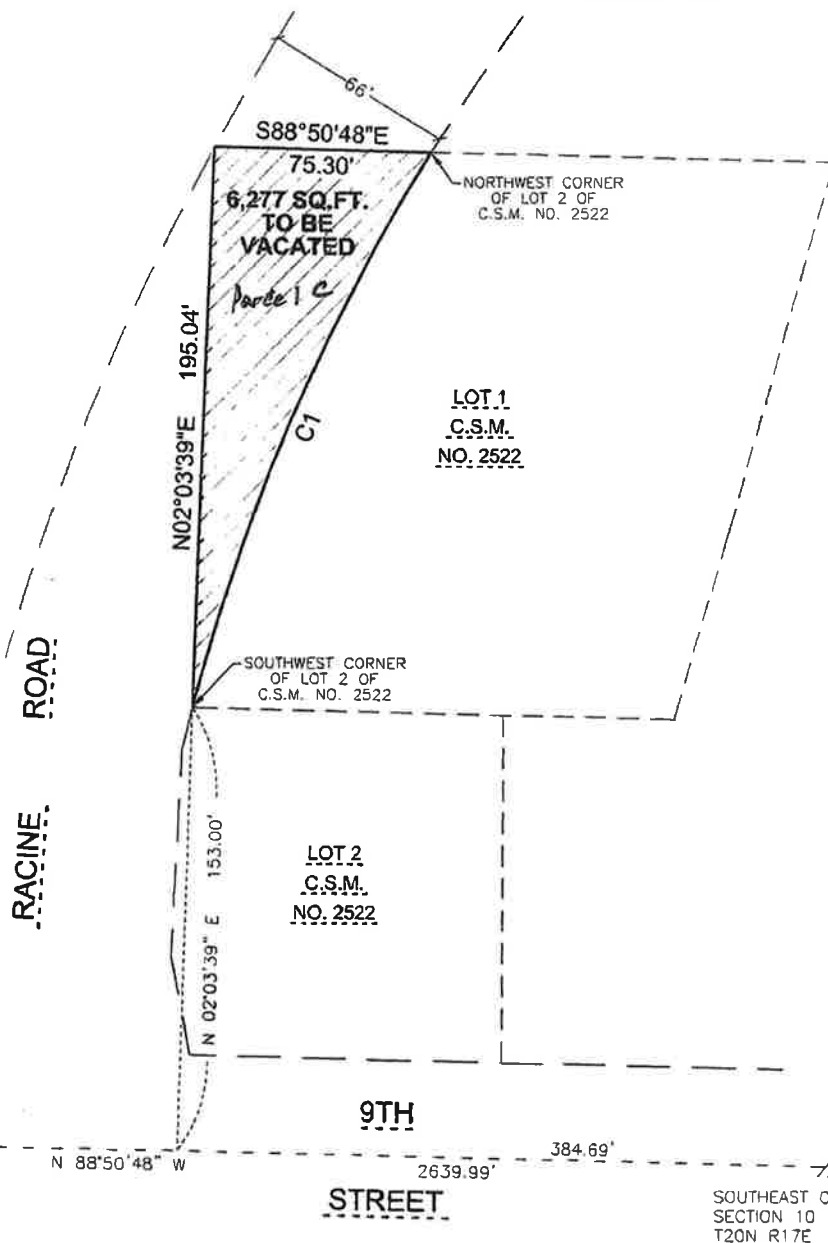 66'
S88°50'48"E
75.30'
6,277 SQ.FT.
TO BE
VACATED
Parcel C
NORTHWEST CORNER
OF LOT 2 OF
C.S.M. NO. 2522
N02°03'39"E 195.04'
C1
LOT 1
C.S.M.
NO. 2522
SOUTHWEST CORNER
OF LOT 2 OF
C.S.M. NO. 2522
RACINE ROAD
N 02°03'39" E 153.00'
LOT 2
C.S.M.
NO. 2522
9TH
384.69'
N 88°50'48" W
2639.99'
STREET
SOUTHEAST C
SECTION 10
T20N R17E